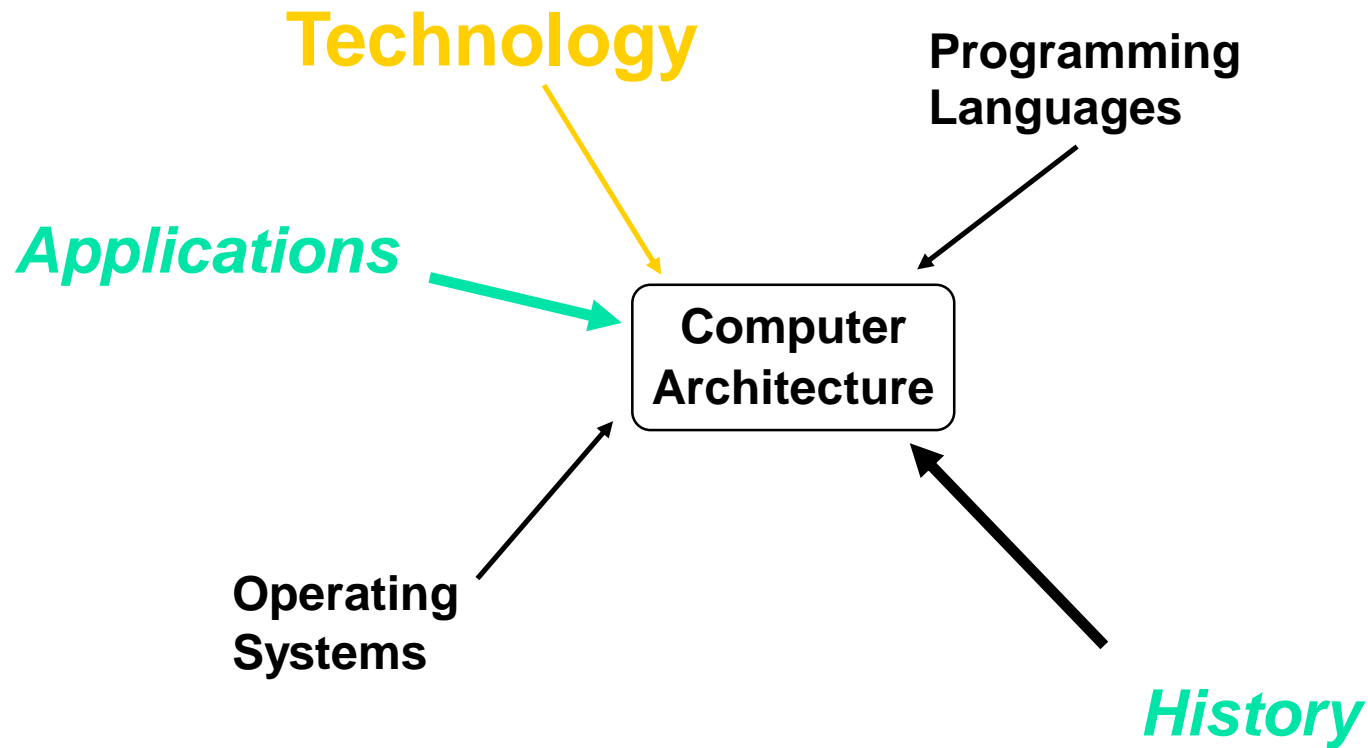 Technology
Programming
Languages
Applications
Computer
Architecture
Operating
Systems
History